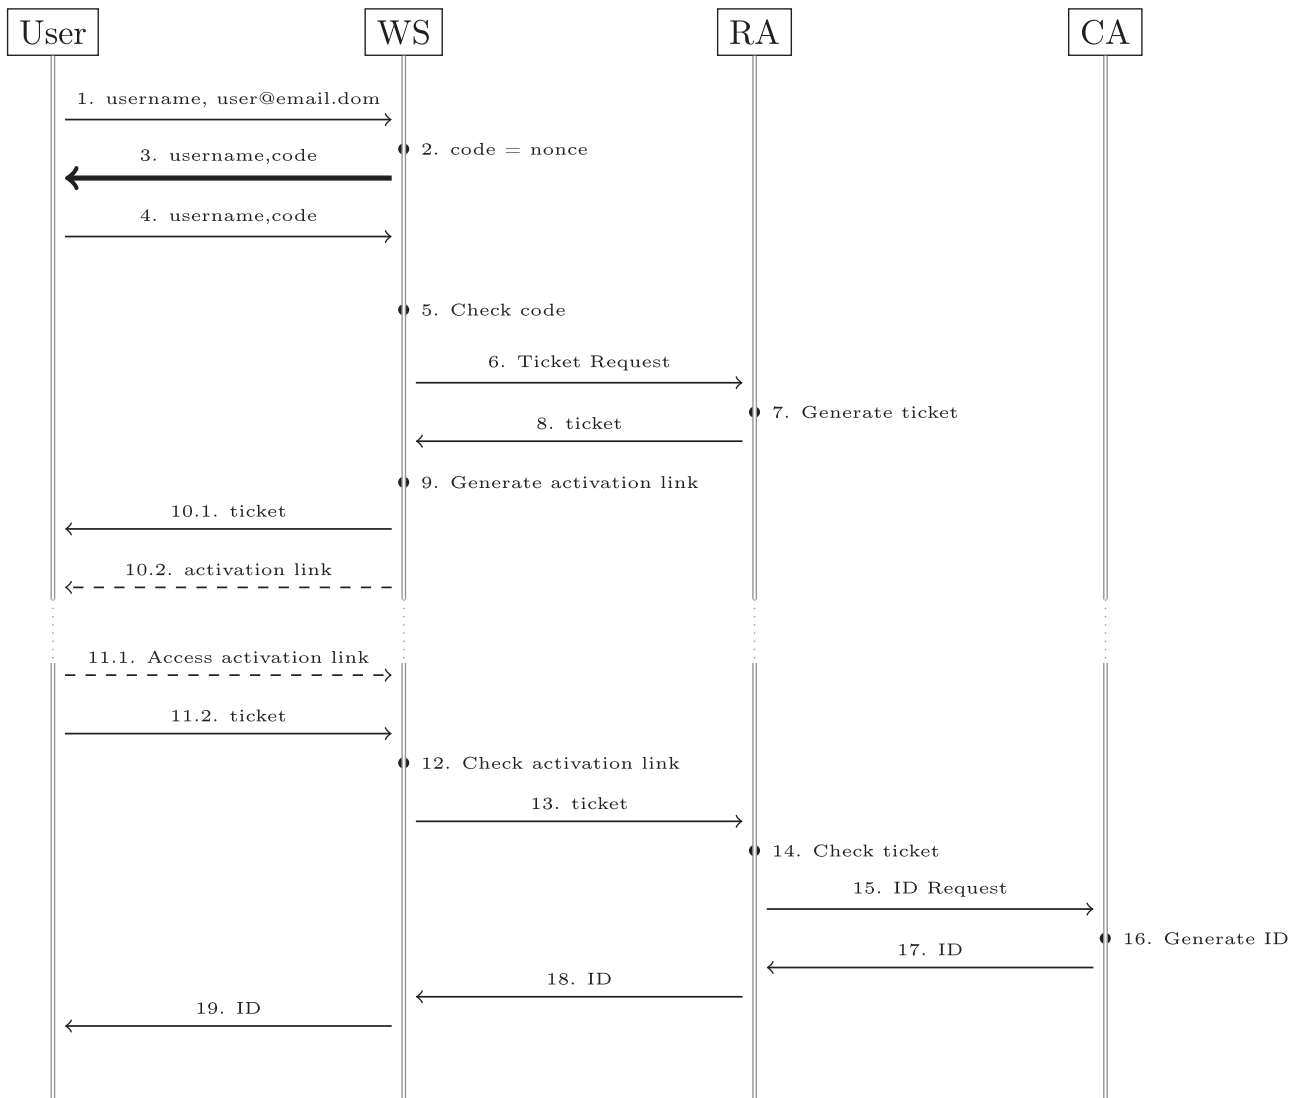 User
WS
RA
CA
1. username, user@email.dom
2. code = nonce
3. username,code
4. username,code
5. Check code
6. Ticket Request
7. Generate ticket
8. ticket
9. Generate activation link
10.1. ticket
10.2. activation link
11.1. Access activation link
11.2. ticket
12. Check activation link
13. ticket
14. Check ticket
15. ID Request
16. Generate ID
17. ID
18. ID
19. ID